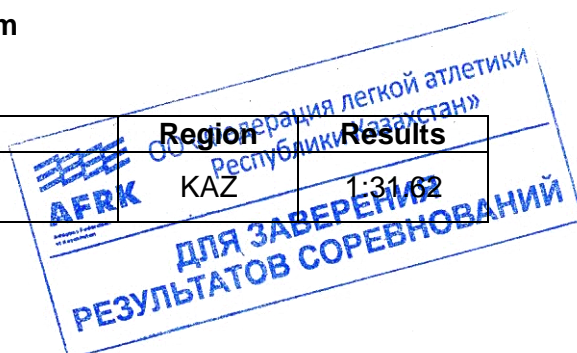 m
Region Results
KAZ 1:31.62
ОО «Федерация легкой атлетики
Республики Казахстан»
AFRK
ДЛЯ ЗАВЕРЕНИЯ
РЕЗУЛЬТАТОВ СОРЕВНОВАНИЙ